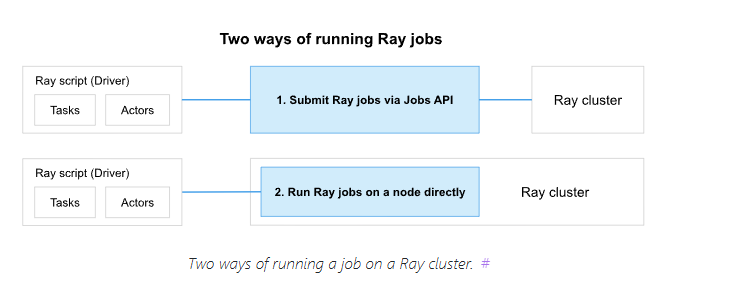 Two ways of running Ray jobs
Ray script (Driver)
Tasks
Actors
1. Submit Ray jobs via Jobs API
Ray cluster
Ray script (Driver)
Tasks
Actors
2. Run Ray jobs on a node directly
Ray cluster
Two ways of running a job on a Ray cluster. #